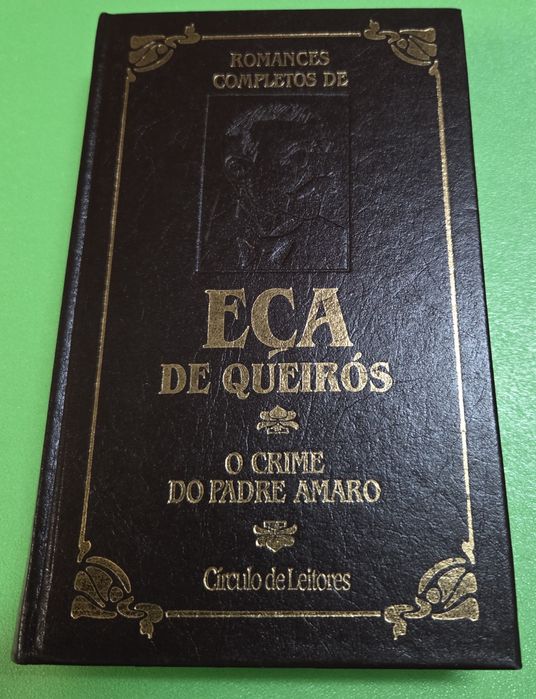 ROMANCES
COMPLETOS DE
EÇA
DE QUEIRÓS
O CRIME
DO PADRE AMARO
Círculo de Leitores